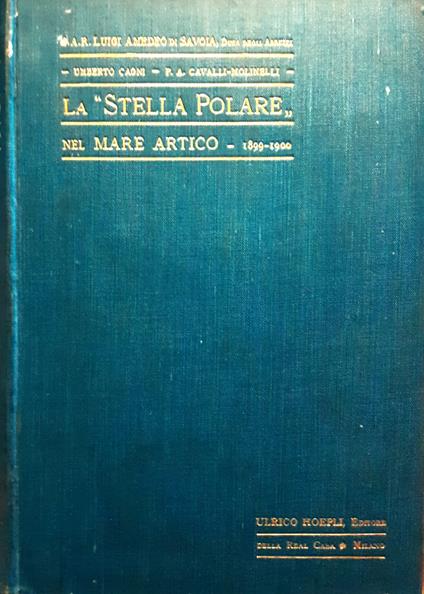 S. A. R. LUIGI AMEDEO DI SAVOIA, DUCA DEGLI ABRUZZI
– UMBERTO CAGNI – P. A. CAVALLI-MOLINELLI –
LA "STELLA POLARE„
NEL MARE ARTICO – 1899-1900
ULRICO HOEPLI, EDITORE
DELLA REAL CASA MILANO